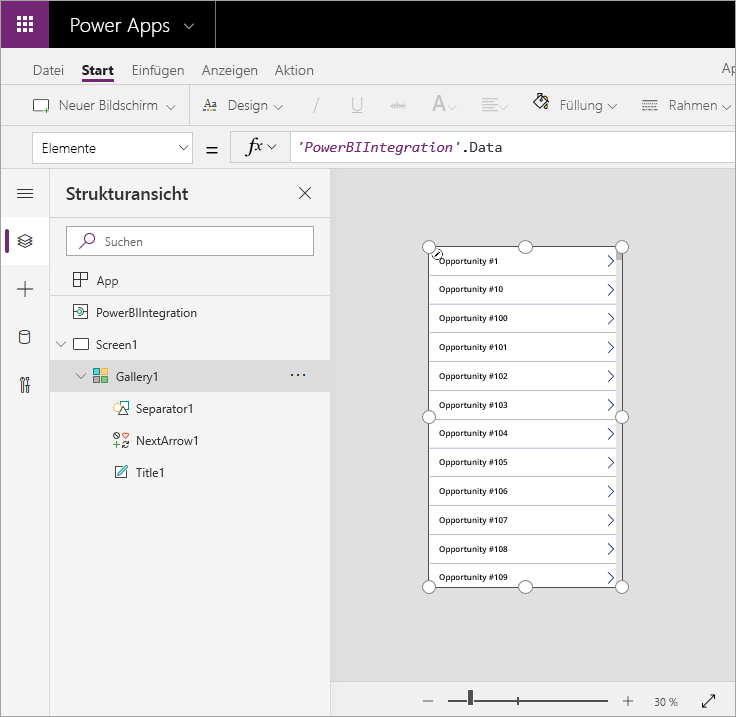 Power Apps
Datei Start Einfügen Anzeigen Aktion Ap
Neuer Bildschirm Aa Design / U abc A Füllung Rahmen
Elemente = fx 'PowerBIIntegration'.Data
Strukturansicht
Suchen
App
PowerBIIntegration
Screen1
Gallery1
Separator1
NextArrow1
Title1
Opportunity #1
Opportunity #10
Opportunity #100
Opportunity #101
Opportunity #102
Opportunity #103
Opportunity #104
Opportunity #105
Opportunity #106
Opportunity #107
Opportunity #108
Opportunity #109
30 %